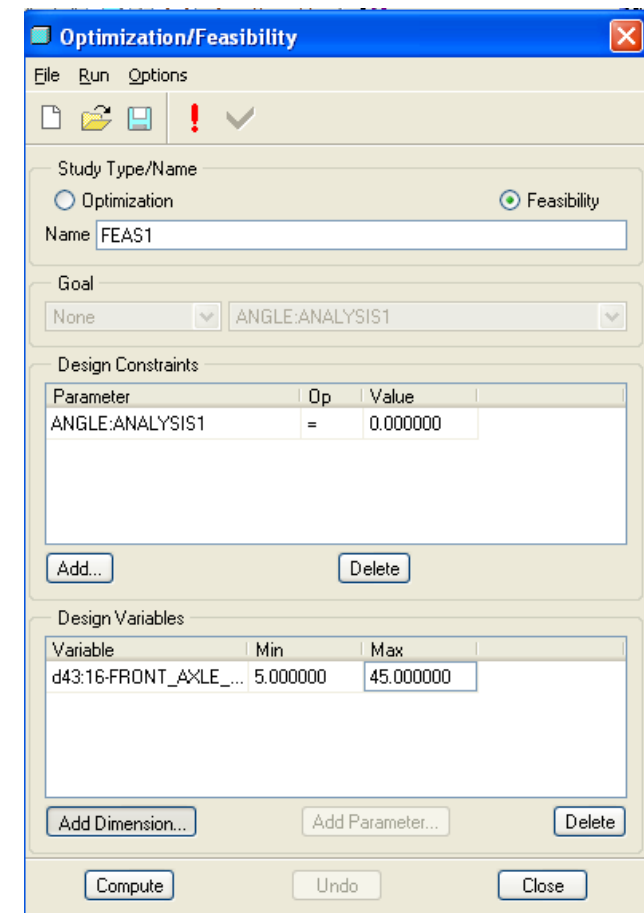 Optimization/Feasibility
File Run Options
Study Type/Name
Optimization Feasibility
Name FEAS1
Goal
None ANGLE:ANALYSIS1
Design Constraints
Parameter Op Value
ANGLE:ANALYSIS1 = 0.000000
Add... Delete
Design Variables
Variable Min Max
d43:16-FRONT_AXLE_... 5.000000 45.000000
Add Dimension... Add Parameter... Delete
Compute Undo Close